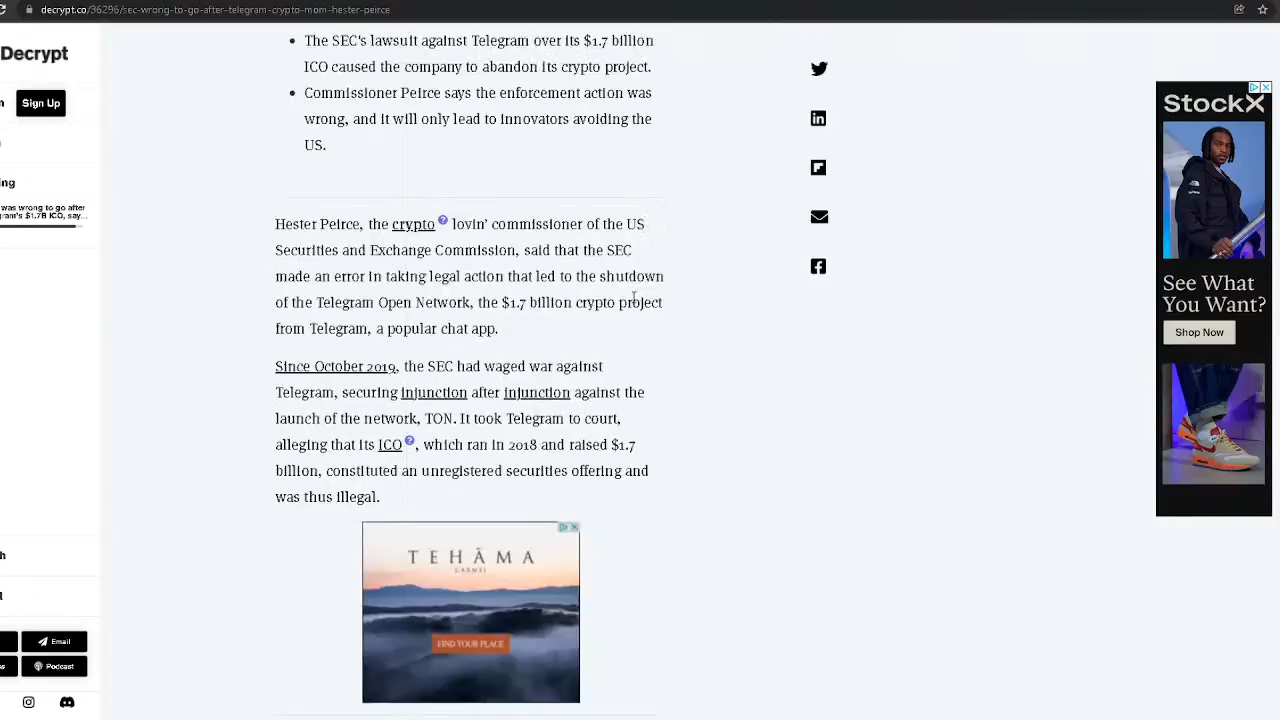 decrypt.co/36296/sec-wrong-to-go-after-telegram-crypto-mom-hester-peirce
Decrypt
Sign Up
The SEC's lawsuit against Telegram over its $1.7 billion
ICO caused the company to abandon its crypto project.
Commissioner Peirce says the enforcement action was
wrong, and it will only lead to innovators avoiding the
US.
Hester Peirce, the crypto lovin' commissioner of the US
Securities and Exchange Commission, said that the SEC
made an error in taking legal action that led to the shutdown
of the Telegram Open Network, the $1.7 billion crypto project
from Telegram, a popular chat app.
Since October 2019, the SEC had waged war against
Telegram, securing injunction after injunction against the
launch of the network, TON. It took Telegram to court,
alleging that its ICO, which ran in 2018 and raised $1.7
billion, constituted an unregistered securities offering and
was thus illegal.
TEHĀMA
CARMEL
FIND YOUR PLACE
was wrong to go after
gram's $1.7B ICO, say...
Email
Podcast
StockX
See What
You Want?
Shop Now